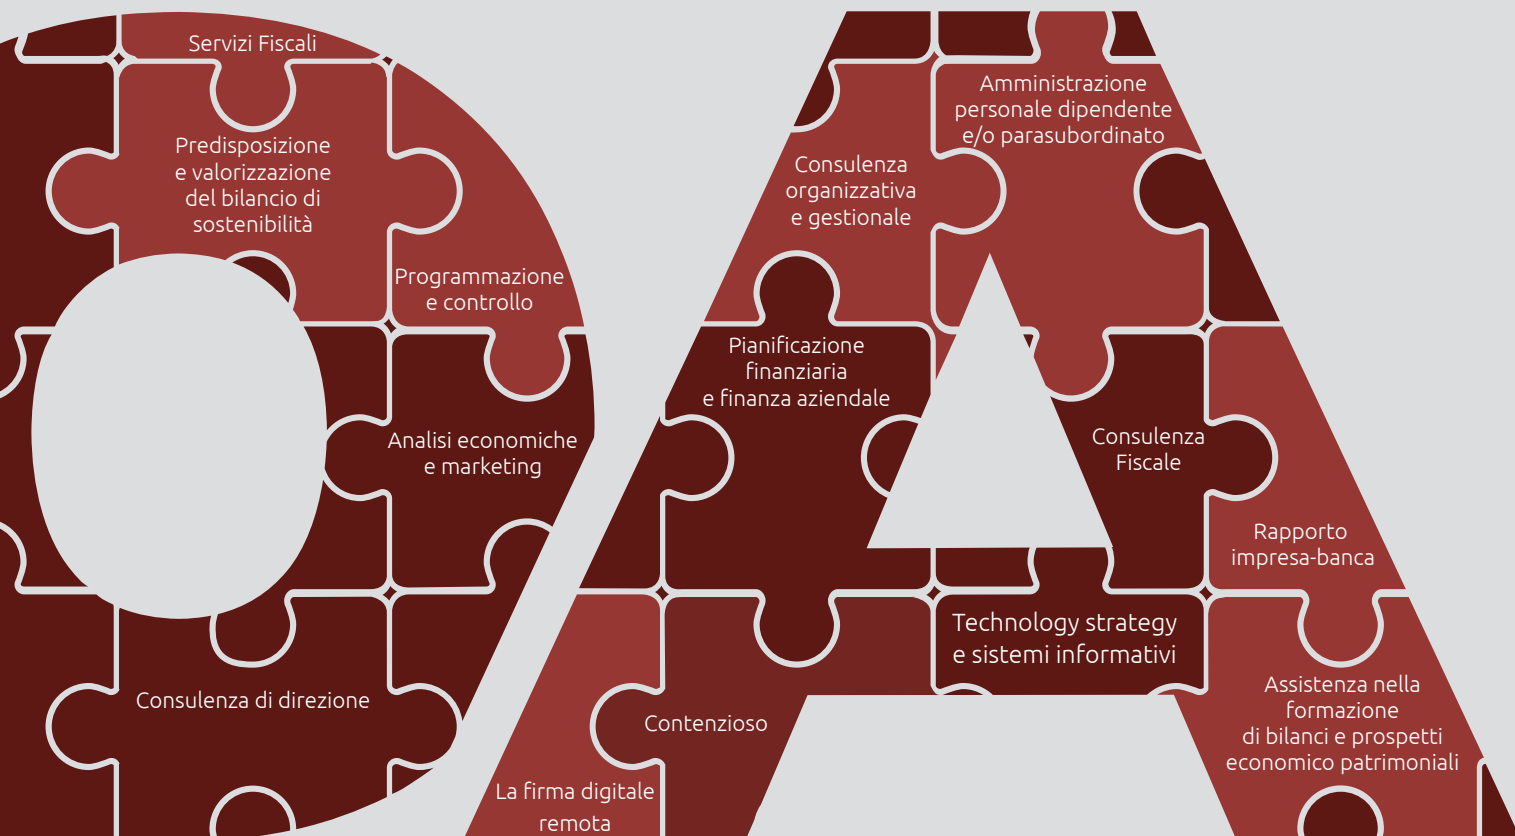 Servizi Fiscali
Predisposizione
e valorizzazione
del bilancio di
sostenibilità
Programmazione
e controllo
Analisi economiche
e marketing
Consulenza di direzione
Amministrazione
personale dipendente
e/o parasubordinato
Consulenza
organizzativa
e gestionale
Pianificazione
finanziaria
e finanza aziendale
Consulenza
Fiscale
Rapporto
impresa-banca
Technology strategy
e sistemi informativi
Contenzioso
La firma digitale
remota
Assistenza nella
formazione
di bilanci e prospetti
economico patrimoniali